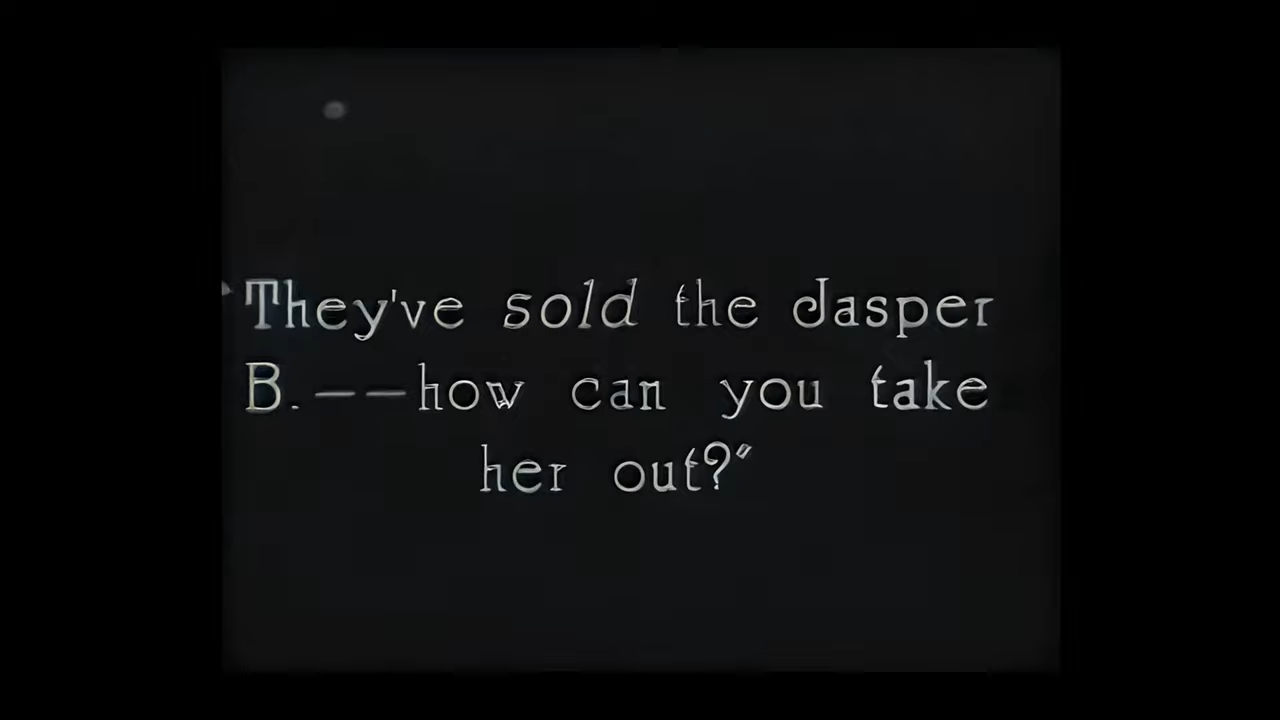 They've sold the Jasper
B.——how can you take
her out?"